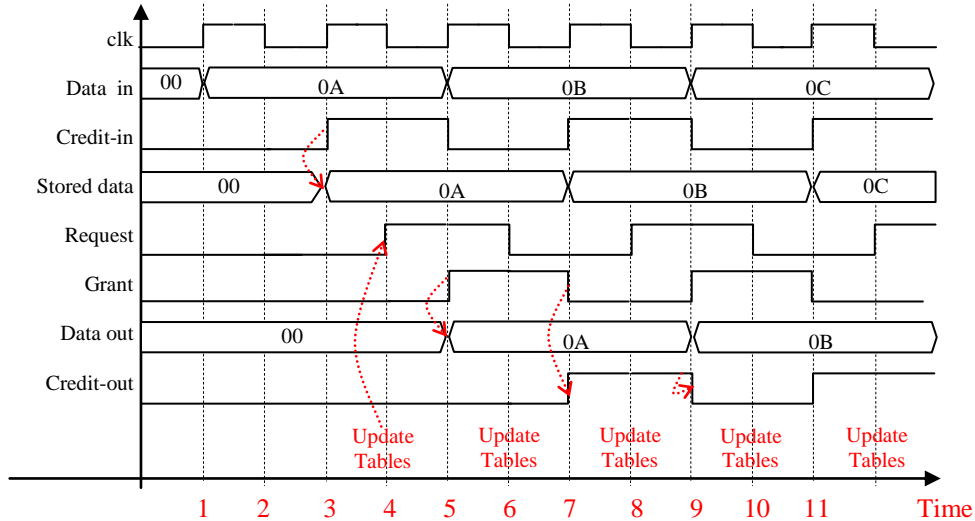 clk
Data in 00 0A 0B 0C
Credit-in
Stored data 00 0A 0B 0C
Request
Grant
Data out 00 0A 0B
Credit-out
Update Update Update Update Update
Tables Tables Tables Tables Tables
1 2 3 4 5 6 7 8 9 10 11 Time